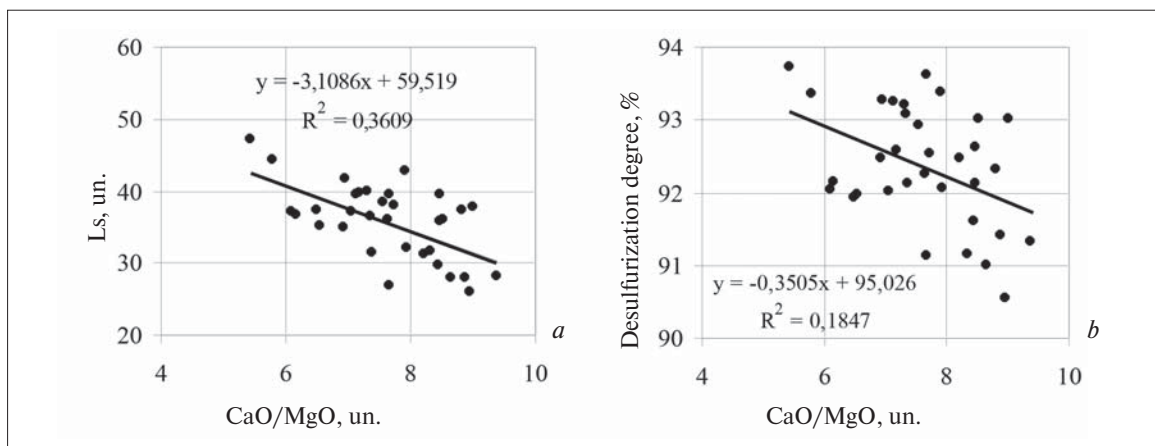 60
50
40
30
20
Ls, un.
y = -3,1086x + 59,519
R² = 0,3609
a
4
6
8
10
CaO/MgO, un.
94
93
92
91
90
Desulfurization degree, %
y = -0,3505x + 95,026
R² = 0,1847
b
4
6
8
10
CaO/MgO, un.